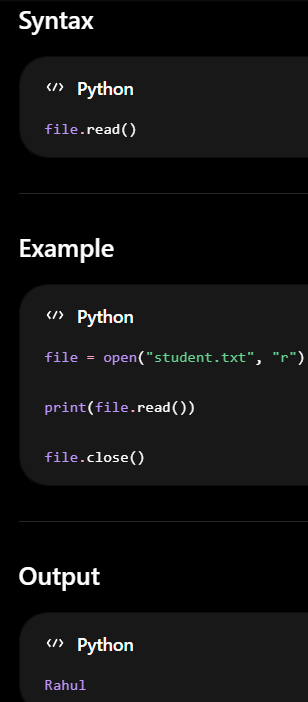 Syntax
</> Python
file.read()
Example
</> Python
file = open("student.txt", "r")
print(file.read())
file.close()
Output
</> Python
Rahul